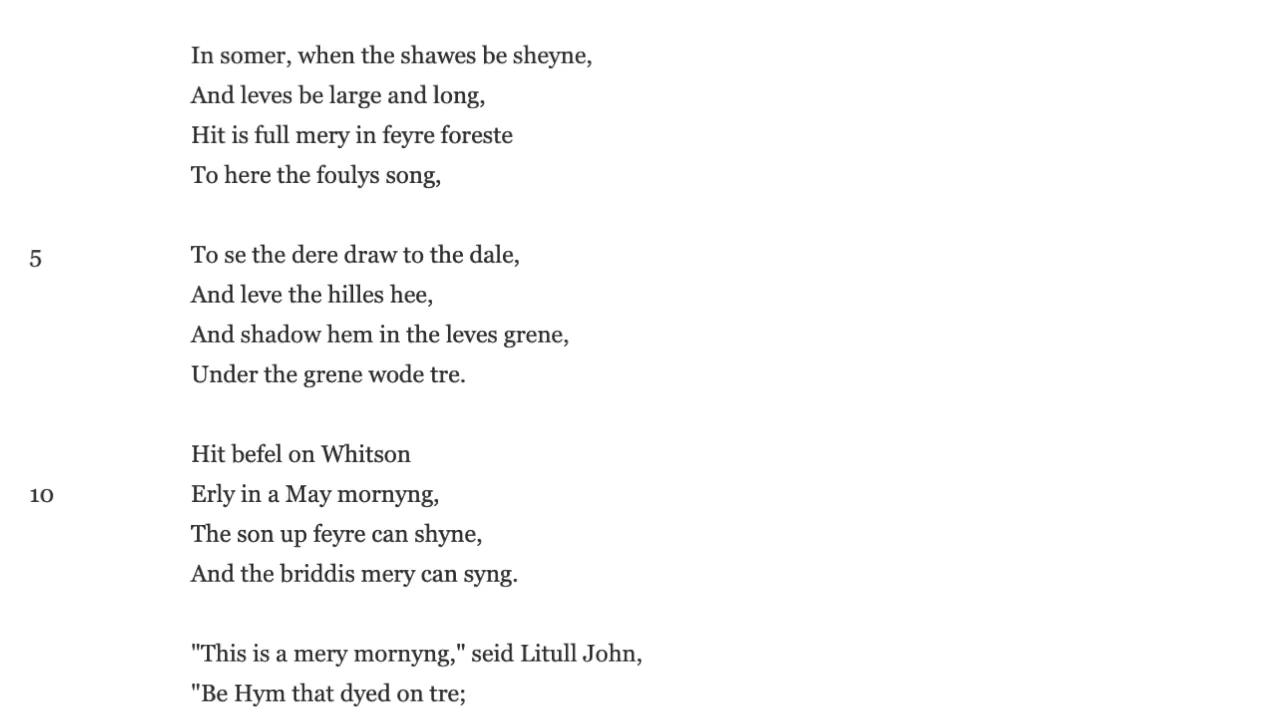 In somer, when the shawes be sheyne,
And leves be large and long,
Hit is full mery in feyre foreste
To here the foulys song,
5 To se the dere draw to the dale,
And leve the hilles hee,
And shadow hem in the leves grene,
Under the grene wode tre.
Hit befel on Whitson
10 Erly in a May mornyng,
The son up feyre can shyne,
And the briddis mery can syng.
"This is a mery mornyng," seid Litull John,
"Be Hym that dyed on tre;